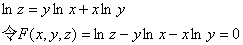 ln z = y ln x + x ln y
令F(x, y, z) = ln z − y ln x − x ln y = 0